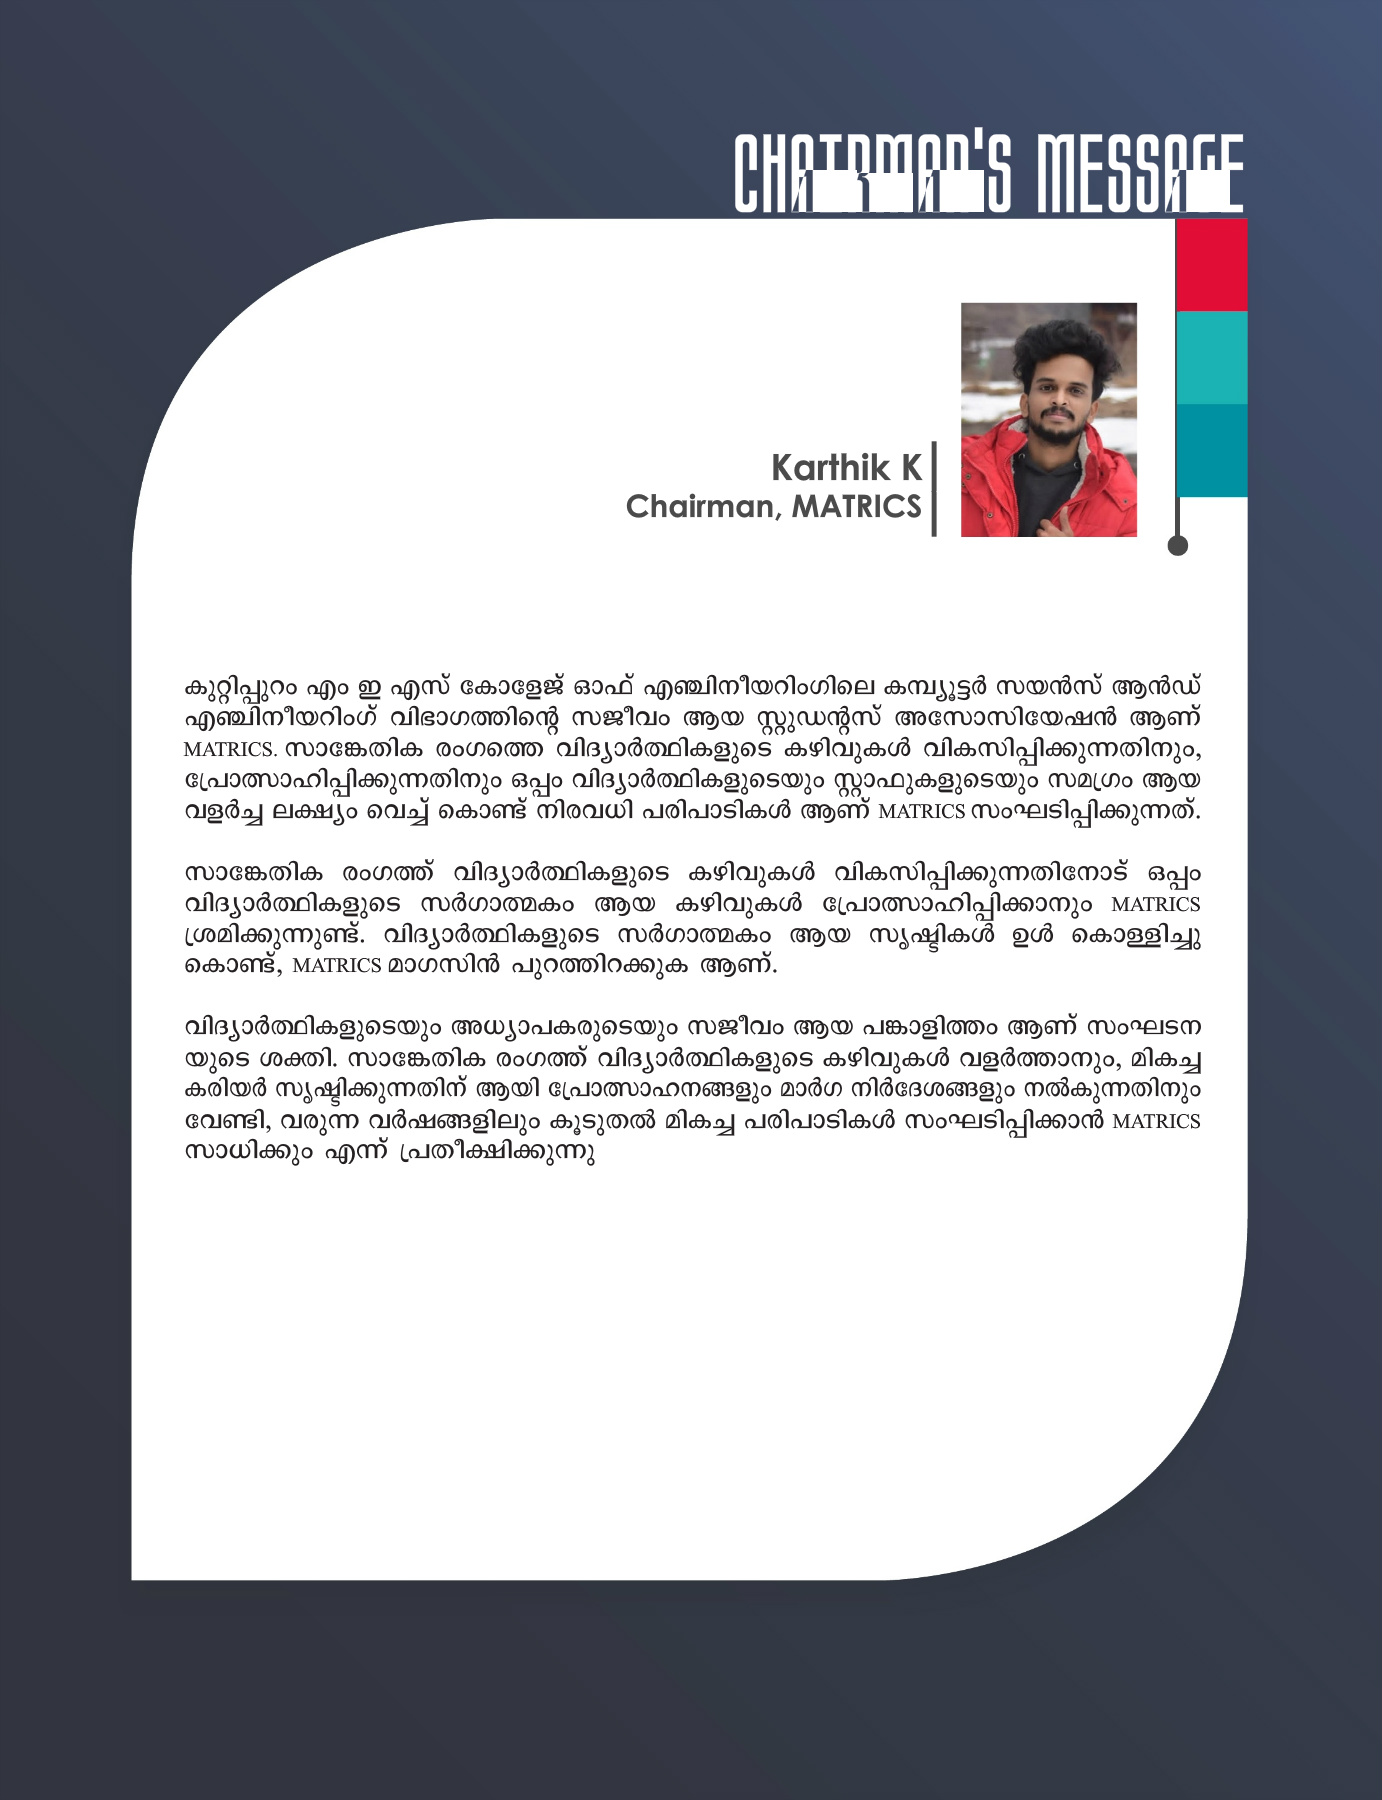 CHAIRMAN'S MESSAGE
Karthik K
Chairman, MATRICS
കുറ്റിപ്പുറം എം ഇ എസ് കോളേജ് ഓഫ് എഞ്ചിനീയറിംഗിലെ കമ്പ്യൂട്ടർ സയൻസ് ആൻഡ്
എഞ്ചിനീയറിംഗ് വിഭാഗത്തിന്റെ സജീവം ആയ സ്റ്റുഡന്റസ് അസോസിയേഷൻ ആണ്
MATRICS. സാങ്കേതിക രംഗത്തെ വിദ്യാർത്ഥികളുടെ കഴിവുകൾ വികസിപ്പിക്കുന്നതിനും,
പ്രോത്സാഹിപ്പിക്കുന്നതിനും ഒപ്പം വിദ്യാർത്ഥികളുടെയും സ്റ്റാഫുകളുടെയും സമഗ്രം ആയ
വളർച്ച ലക്ഷ്യം വെച്ച് കൊണ്ട് നിരവധി പരിപാടികൾ ആണ് MATRICS സംഘടിപ്പിക്കുന്നത്.
സാങ്കേതിക രംഗത്ത് വിദ്യാർത്ഥികളുടെ കഴിവുകൾ വികസിപ്പിക്കുന്നതിനോട് ഒപ്പം
വിദ്യാർത്ഥികളുടെ സർഗാത്മകം ആയ കഴിവുകൾ പ്രോത്സാഹിപ്പിക്കാനും MATRICS
ശ്രമിക്കുന്നുണ്ട്. വിദ്യാർത്ഥികളുടെ സർഗാത്മകം ആയ സൃഷ്ടികൾ ഉൾ കൊള്ളിച്ചു
കൊണ്ട്, MATRICS മാഗസിൻ പുറത്തിറക്കുക ആണ്.
വിദ്യാർത്ഥികളുടെയും അധ്യാപകരുടെയും സജീവം ആയ പങ്കാളിത്തം ആണ് സംഘടന
യുടെ ശക്തി. സാങ്കേതിക രംഗത്ത് വിദ്യാർത്ഥികളുടെ കഴിവുകൾ വളർത്താനും, മികച്ച
കരിയർ സൃഷ്ടിക്കുന്നതിന് ആയി പ്രോത്സാഹനങ്ങളും മാർഗ നിർദേശങ്ങളും നൽകുന്നതിനും
വേണ്ടി, വരുന്ന വർഷങ്ങളിലും കൂടുതൽ മികച്ച പരിപാടികൾ സംഘടിപ്പിക്കാൻ MATRICS
സാധിക്കും എന്ന് പ്രതീക്ഷിക്കുന്നു